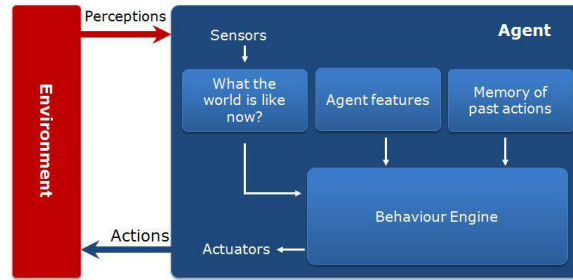 Perceptions
Agent
Sensors
What the
world is like
now?
Agent features
Memory of
past actions
Environment
Behaviour Engine
Actions
Actuators